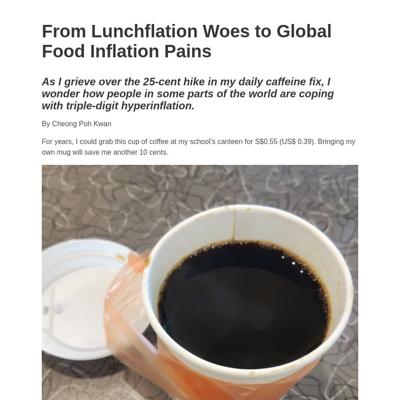 From Lunchflation Woes to Global
Food Inflation Pains
As I grieve over the 25-cent hike in my daily caffeine fix, I
wonder how people in some parts of the world are coping
with triple-digit hyperinflation.
By Cheong Poh Kwan
For years, I could grab this cup of coffee at my school's canteen for S$0.55 (US$ 0.39). Bringing my
own mug will save me another 10 cents.